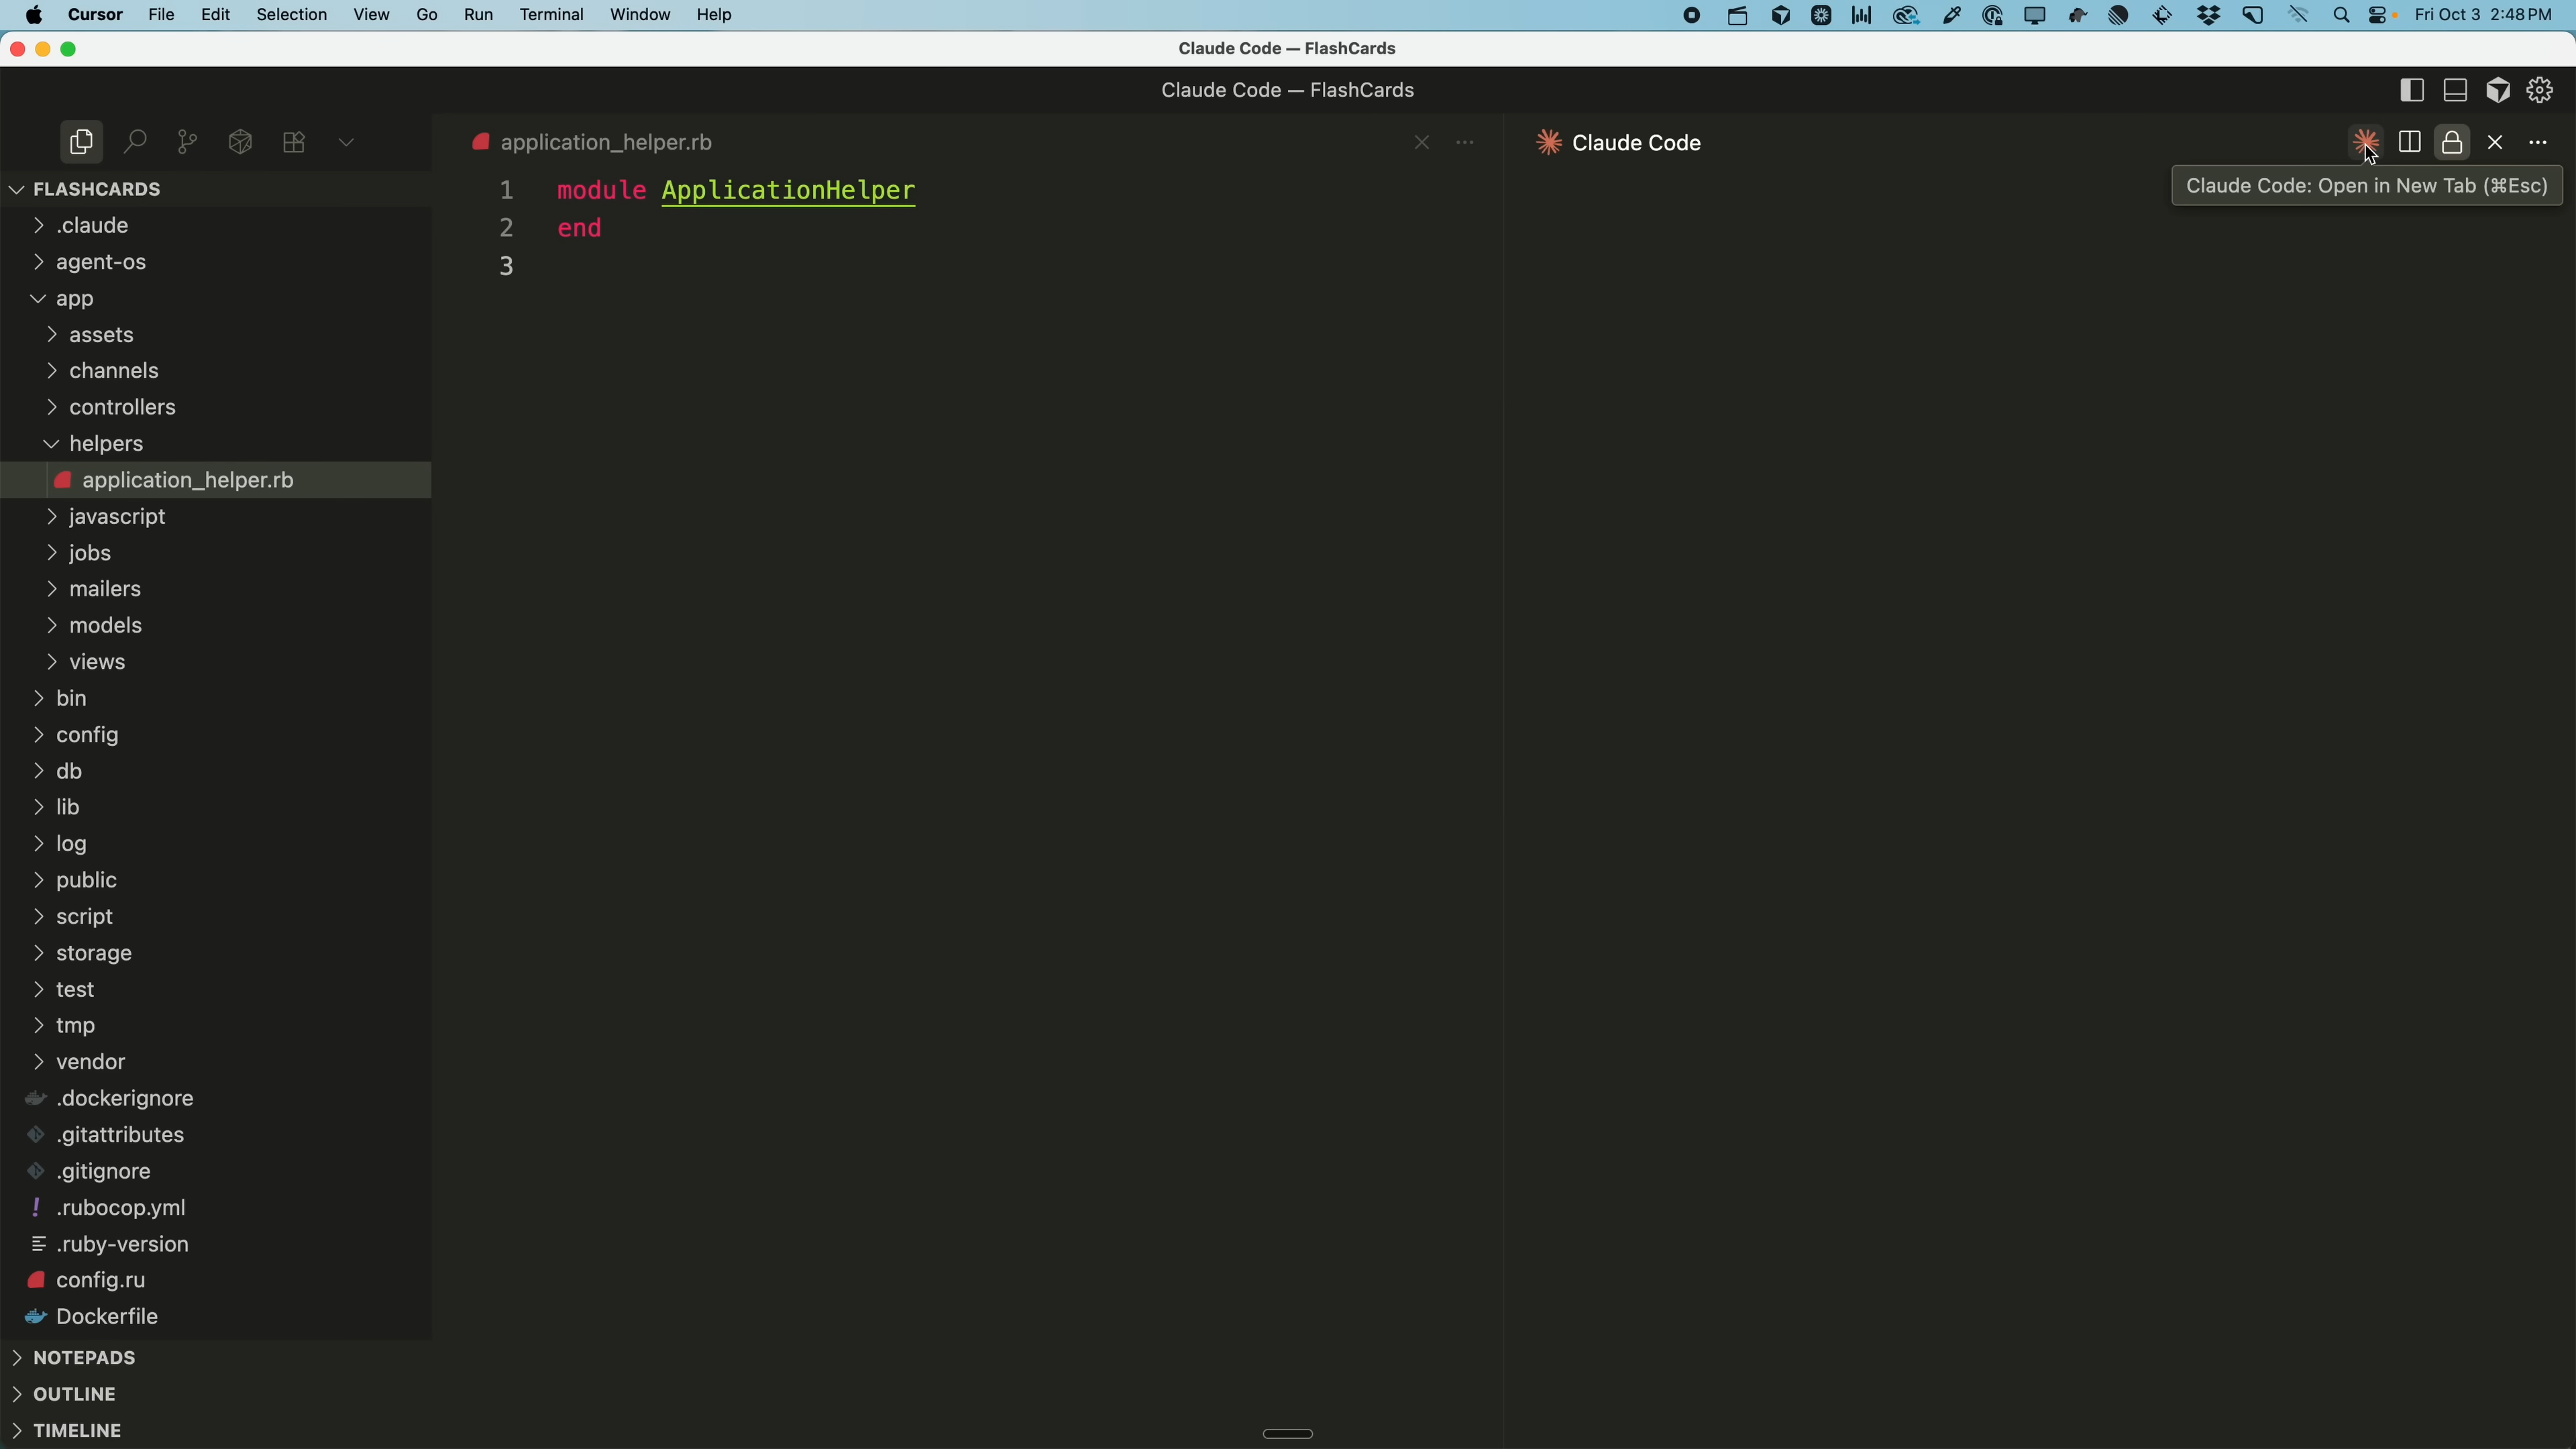 Cursor File Edit Selection View Go Run Terminal Window Help Fri Oct 3 2:48 PM
Claude Code — FlashCards
Claude Code — FlashCards
application_helper.rb
Claude Code
Claude Code: Open in New Tab (⌘Esc)
FLASHCARDS
.claude
agent-os
app
assets
channels
controllers
helpers
application_helper.rb
javascript
jobs
mailers
models
views
bin
config
db
lib
log
public
script
storage
test
tmp
vendor
.dockerignore
.gitattributes
.gitignore
.rubocop.yml
.ruby-version
config.ru
Dockerfile
NOTEPADS
OUTLINE
TIMELINE
1 module ApplicationHelper
2 end
3